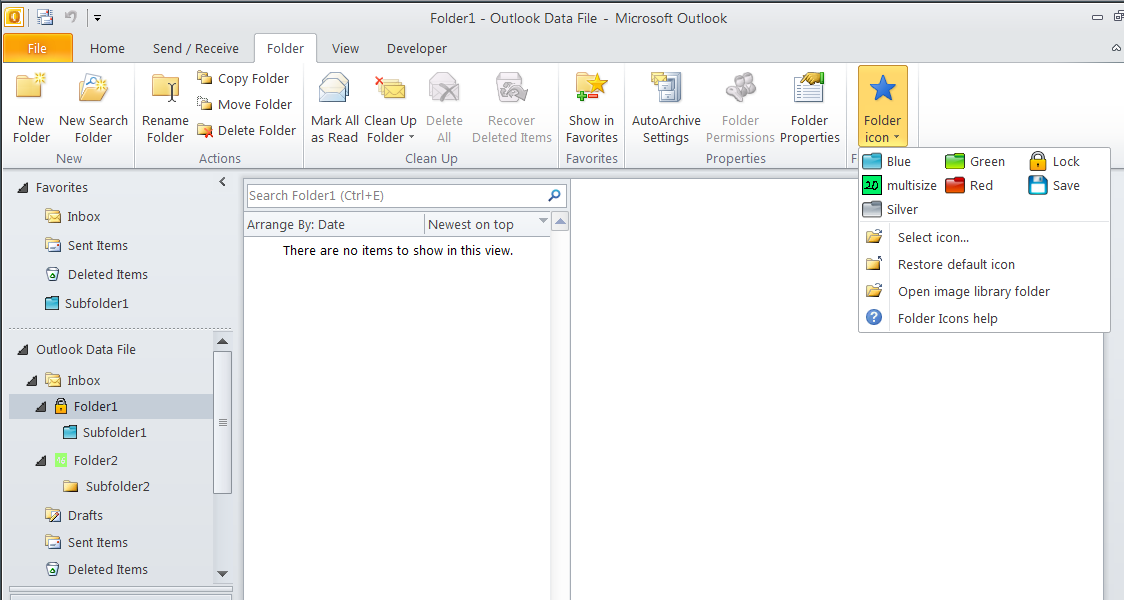 Folder1 - Outlook Data File - Microsoft Outlook
File Home Send / Receive Folder View Developer
New Folder
New Search Folder
New
Rename Folder
Copy Folder
Move Folder
Delete Folder
Actions
Mark All as Read
Clean Up Folder
Delete All
Recover Deleted Items
Clean Up
Show in Favorites
Favorites
AutoArchive Settings
Folder Permissions
Folder Properties
Properties
Folder icon
F
Blue Green Lock
20 multisize Red Save
Silver
Select icon...
Restore default icon
Open image library folder
Folder Icons help
Favorites
Inbox
Sent Items
Deleted Items
Subfolder1
Outlook Data File
Inbox
Folder1
Subfolder1
Folder2
Subfolder2
Drafts
Sent Items
Deleted Items
Search Folder1 (Ctrl+E)
Arrange By: Date Newest on top
There are no items to show in this view.